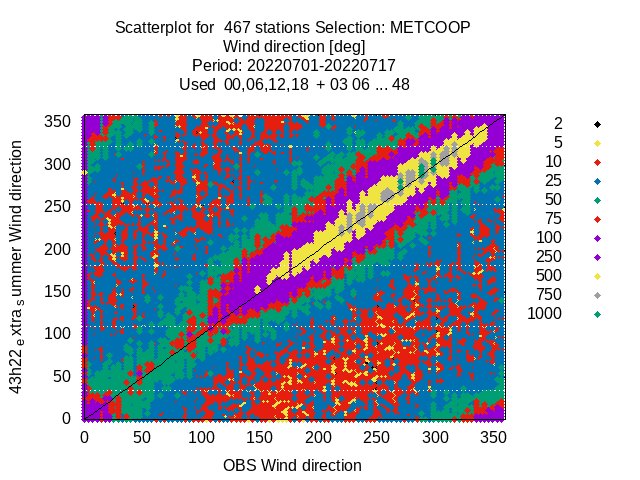 Scatterplot for 467 stations Selection: METCOOP
Wind direction [deg]
Period: 20220701-20220717
Used 00,06,12,18 + 03 06 ... 48
350
300
250
200
150
100
50
0
43h22 e xtra s ummer Wind direction
0 50 100 150 200 250 300 350
OBS Wind direction
2
5
10
25
50
75
100
250
500
750
1000